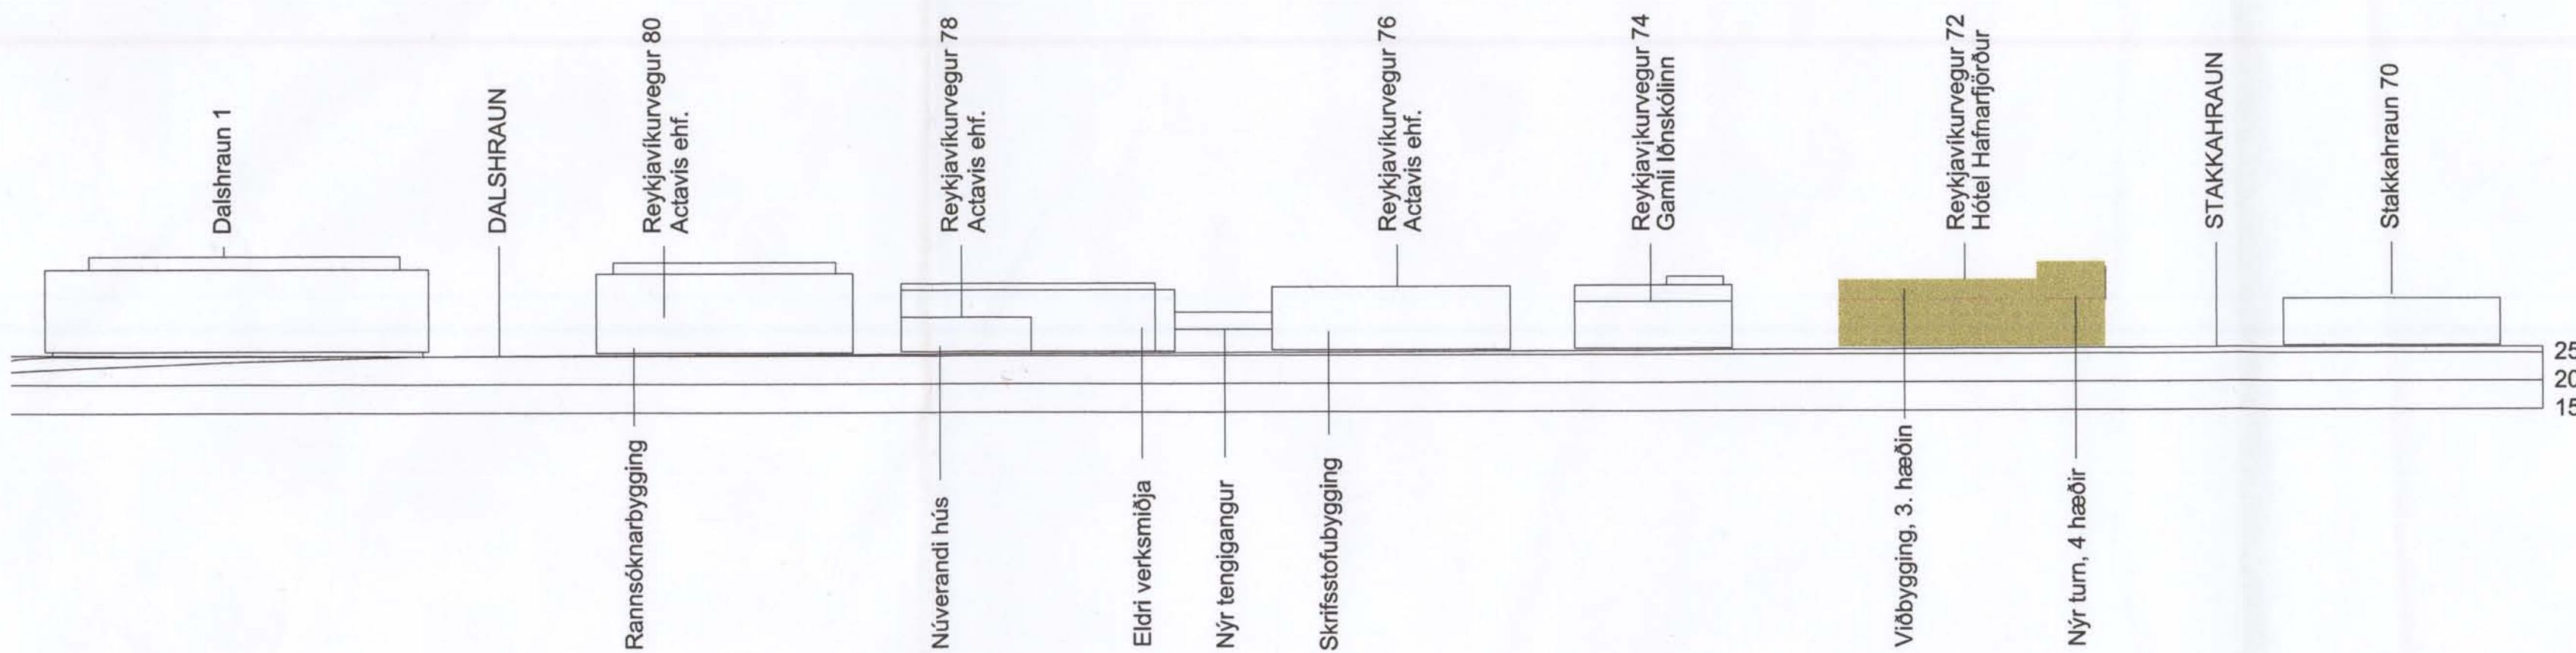 Dalshraun 1
DALSHRAUN
Reykjavíkurvegur 80
Actavis ehf.
Reykjavíkurvegur 78
Actavis ehf.
Reykjavíkurvegur 76
Actavis ehf.
Reykjav¡kurvegur 74
Gamli Iðnskólinn
Reykjavíkurvegur 72
Hótel Hafnarfjörður
STAKKAHRAUN
Stakkahraun 70
25
20
15
Rannsóknarbygging
Núverandi hús
Eldri verksmiðja
Nýr tengigangur
Skrifsstofubygging
Viðbygging, 3. hæðin
Nýr turn, 4 hæðir